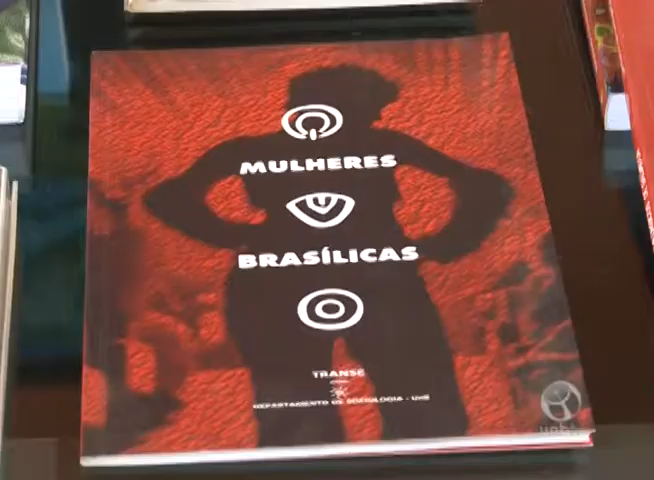 MULHERES
BRASÍLICAS
TRANSE
DEPARTAMENTO DE SOCIOLOGIA - UNB